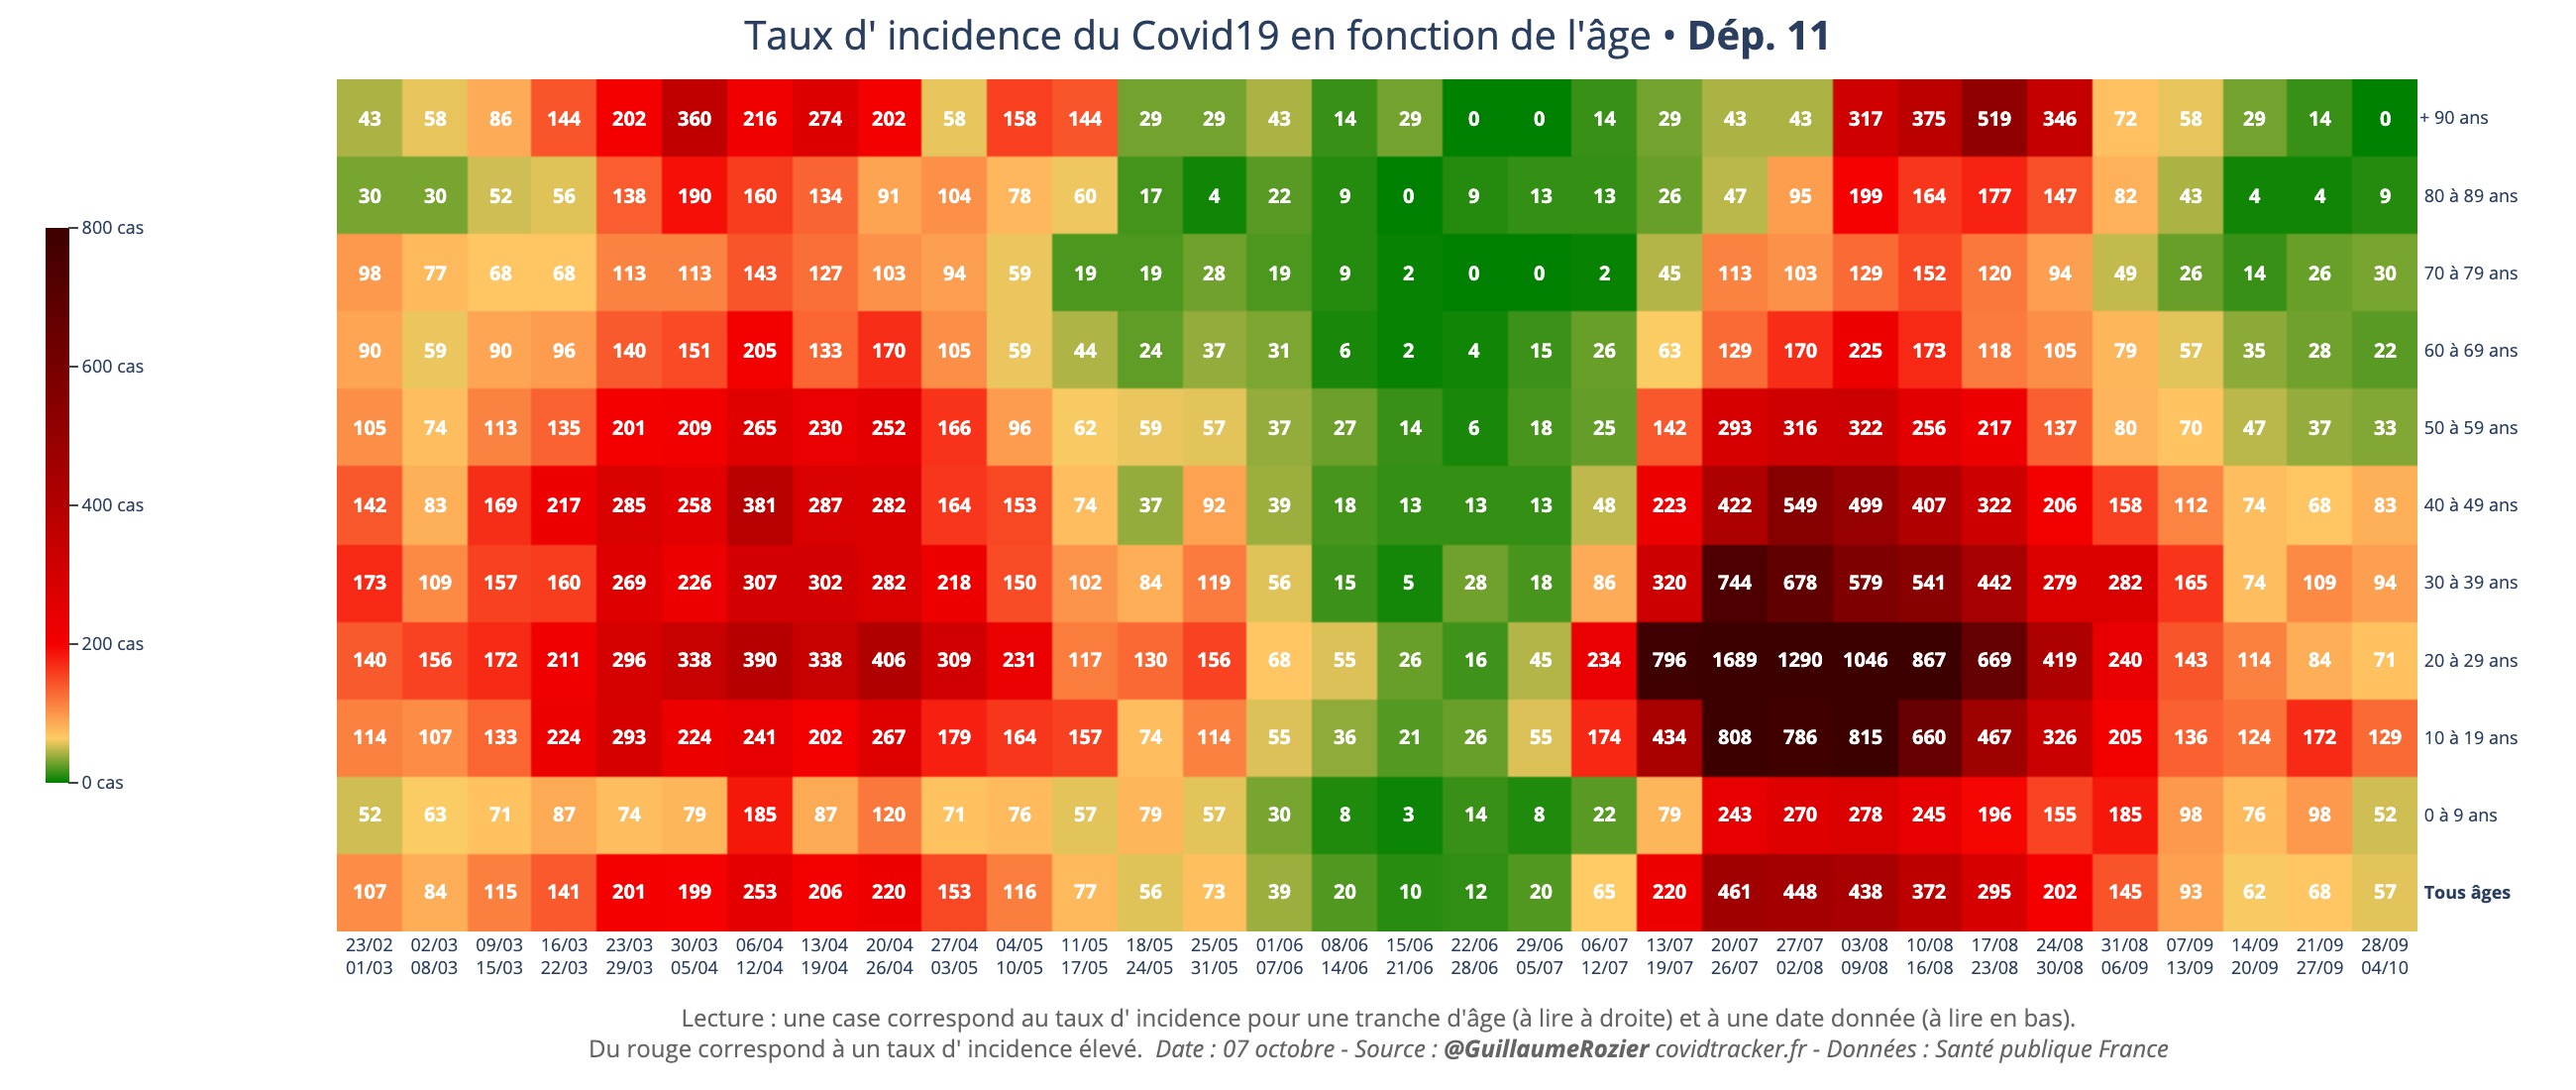 Taux d' incidence du Covid19 en fonction de l'âge • Dép. 11
800 cas
600 cas
400 cas
200 cas
0 cas
43 58 86 144 202 360 216 274 202 58 158 144 29 29 43 14 29 0 0 14 29 43 43 317 375 519 346 72 58 29 14 0 + 90 ans
30 30 52 56 138 190 160 134 91 104 78 60 17 4 22 9 0 9 13 13 26 47 95 199 164 177 147 82 43 4 4 9 80 à 89 ans
98 77 68 68 113 113 143 127 103 94 59 19 19 28 19 9 2 0 0 2 45 113 103 129 152 120 94 49 26 14 26 30 70 à 79 ans
90 59 90 96 140 151 205 133 170 105 59 44 24 37 31 6 2 4 15 26 63 129 170 225 173 118 105 79 57 35 28 22 60 à 69 ans
105 74 113 135 201 209 265 230 252 166 96 62 59 57 37 27 14 6 18 25 142 293 316 322 256 217 137 80 70 47 37 33 50 à 59 ans
142 83 169 217 285 258 381 287 282 164 153 74 37 92 39 18 13 13 13 48 223 422 549 499 407 322 206 158 112 74 68 83 40 à 49 ans
173 109 157 160 269 226 307 302 282 218 150 102 84 119 56 15 5 28 18 86 320 744 678 579 541 442 279 282 165 74 109 94 30 à 39 ans
140 156 172 211 296 338 390 338 406 309 231 117 130 156 68 55 26 16 45 234 796 1689 1290 1046 867 669 419 240 143 114 84 71 20 à 29 ans
114 107 133 224 293 224 241 202 267 179 164 157 74 114 55 36 21 26 55 174 434 808 786 815 660 467 326 205 136 124 172 129 10 à 19 ans
52 63 71 87 74 79 185 87 120 71 76 57 79 57 30 8 3 14 8 22 79 243 270 278 245 196 155 185 98 76 98 52 0 à 9 ans
107 84 115 141 201 199 253 206 220 153 116 77 56 73 39 20 10 12 20 65 220 461 448 438 372 295 202 145 93 62 68 57 Tous âges
23/02 02/03 09/03 16/03 23/03 30/03 06/04 13/04 20/04 27/04 04/05 11/05 18/05 25/05 01/06 08/06 15/06 22/06 29/06 06/07 13/07 20/07 27/07 03/08 10/08 17/08 24/08 31/08 07/09 14/09 21/09 28/09
01/03 08/03 15/03 22/03 29/03 05/04 12/04 19/04 26/04 03/05 10/05 17/05 24/05 31/05 07/06 14/06 21/06 28/06 05/07 12/07 19/07 26/07 02/08 09/08 16/08 23/08 30/08 06/09 13/09 20/09 27/09 04/10
Lecture : une case correspond au taux d' incidence pour une tranche d'âge (à lire à droite) et à une date donnée (à lire en bas).
Du rouge correspond à un taux d' incidence élevé. Date : 07 octobre - Source : @GuillaumeRozier covidtracker.fr - Données : Santé publique France